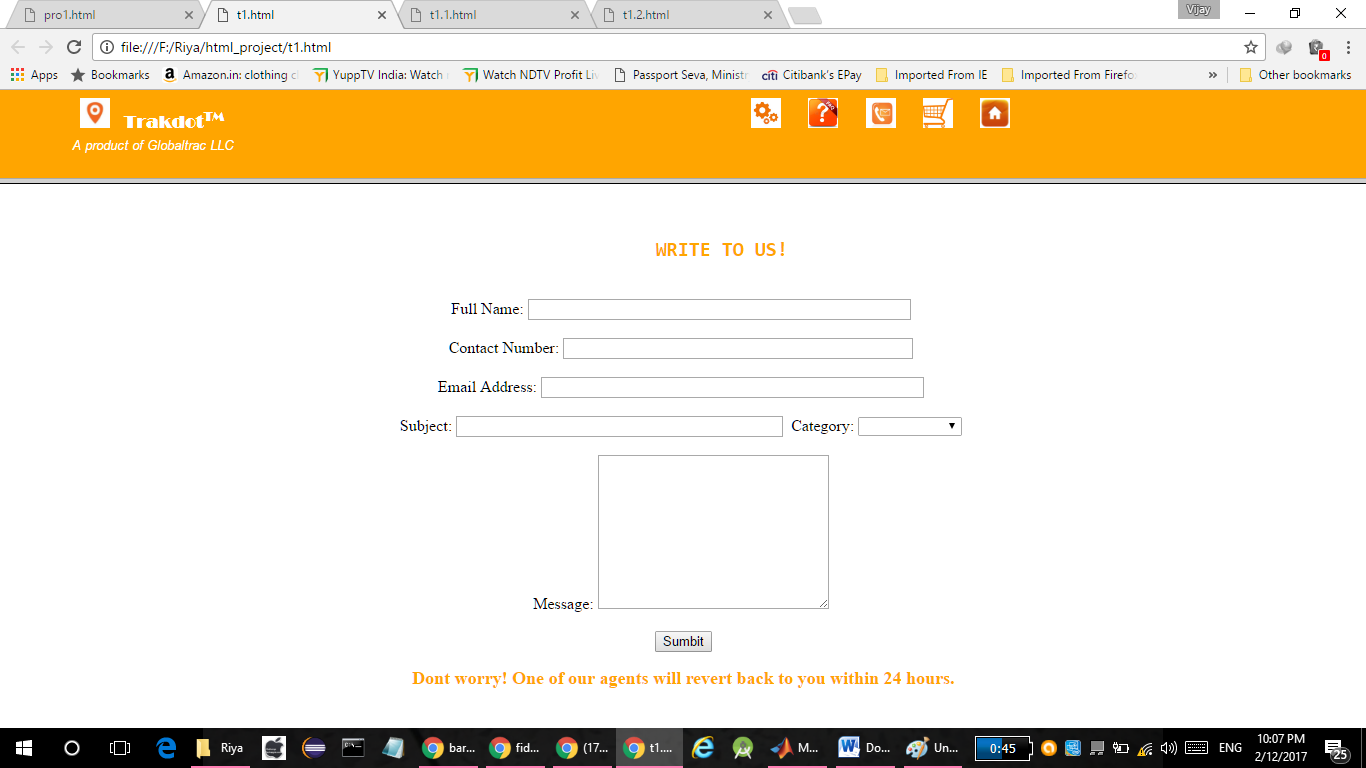 pro1.html t1.html t1.1.html t1.2.html Vijay
file:///F:/Riya/html_project/t1.html
Apps Bookmarks Amazon.in: clothing c YuppTV India: Watch Watch NDTV Profit Liv Passport Seva, Ministr citi Citibank's EPay Imported From IE Imported From Firefo » Other bookmarks
0
Trakdot™
A product of Globaltrac LLC
WRITE TO US!
Full Name:
Contact Number:
Email Address:
Subject: Category:
Message:
Sumbit
Dont worry! One of our agents will revert back to you within 24 hours.
Riya bar... fid... (17... t1.... M... Do... Un... 0:45 ENG 10:07 PM
2/12/2017 25